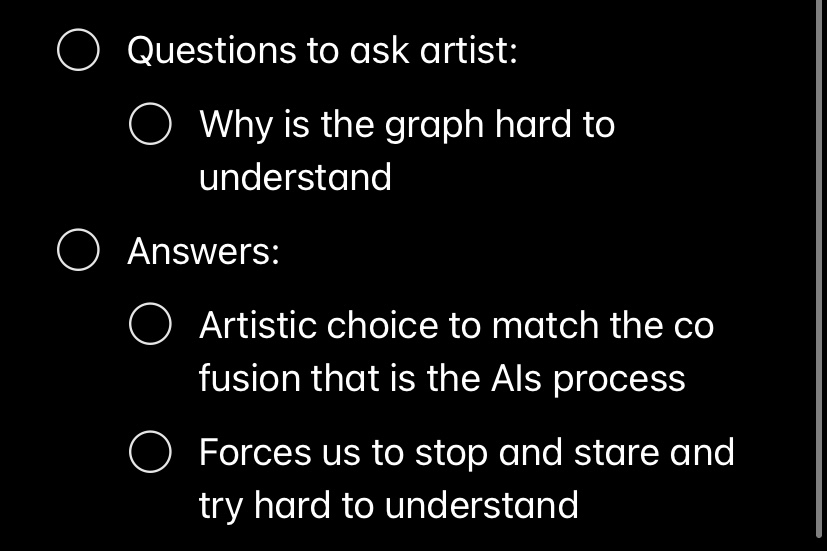 Questions to ask artist:
Why is the graph hard to
understand
Answers:
Artistic choice to match the co
fusion that is the AIs process
Forces us to stop and stare and
try hard to understand